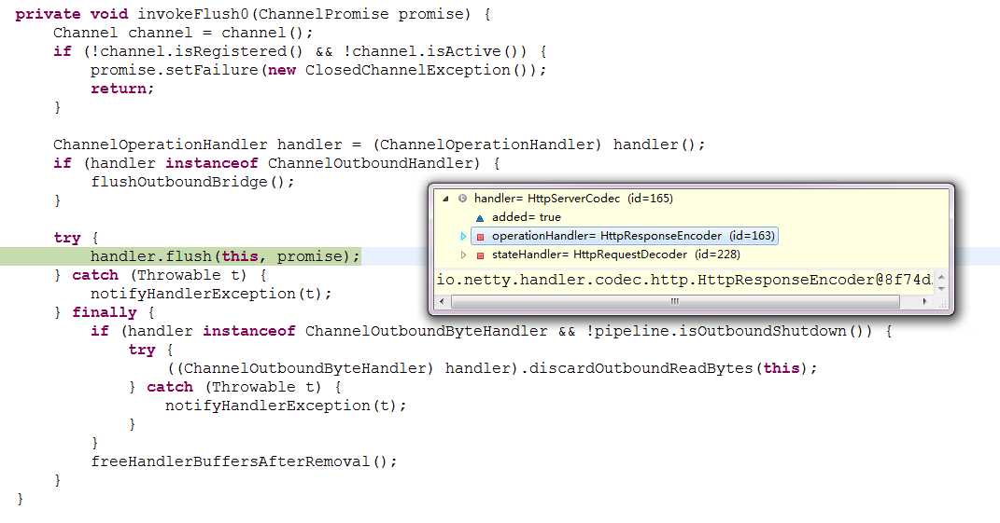 private void invokeFlush0(ChannelPromise promise) {
    Channel channel = channel();
    if (!channel.isRegistered() && !channel.isActive()) {
        promise.setFailure(new ClosedChannelException());
        return;
    }

    ChannelOperationHandler handler = (ChannelOperationHandler) handler();
    if (handler instanceof ChannelOutboundHandler) {
        flushOutboundBridge();
    }

    try {
        handler.flush(this, promise);
    } catch (Throwable t) {
        notifyHandlerException(t);
    } finally {
        if (handler instanceof ChannelOutboundByteHandler && !pipeline.isOutboundShutdown()) {
            try {
                ((ChannelOutboundByteHandler) handler).discardOutboundReadBytes(this);
            } catch (Throwable t) {
                notifyHandlerException(t);
            }
        }
        freeHandlerBuffersAfterRemoval();
    }
}
handler= HttpServerCodec (id=165)
added= true
operationHandler= HttpResponseEncoder (id=163)
stateHandler= HttpRequestDecoder (id=228)
io.netty.handler.codec.http.HttpResponseEncoder@8f74d